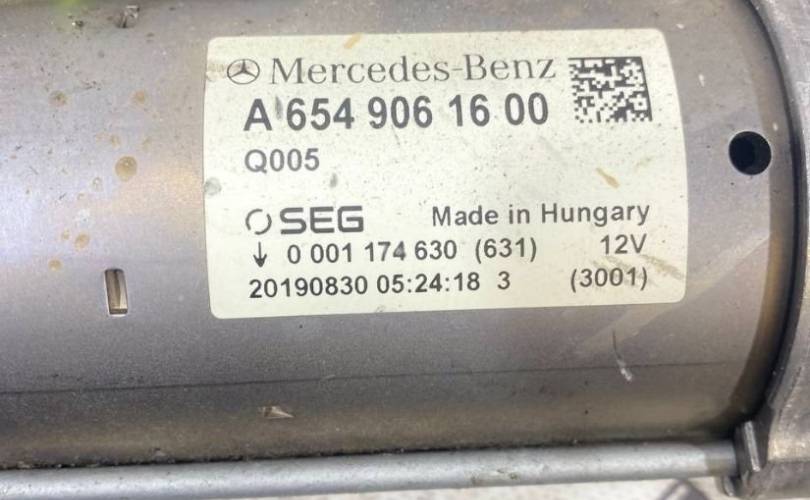 Mercedes-Benz
A 654 906 16 00
Q005
SEG Made in Hungary
↓ 0 001 174 630 (631) 12V
20190830 05:24:18 3 (3001)